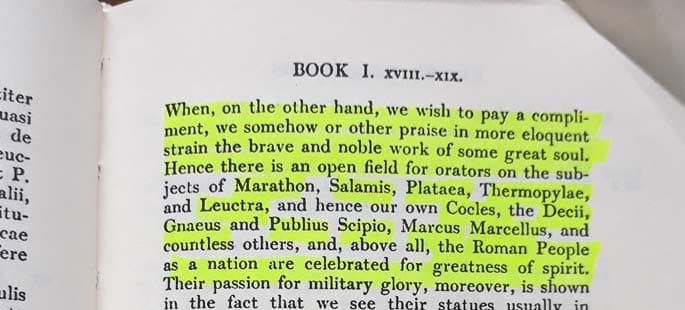 BOOK I. XVIII.–XIX.
iter
uasi
de
euc-
P.
alii,
itu-
cae
ere
ulis
When, on the other hand, we wish to pay a compli-
ment, we somehow or other praise in more eloquent
strain the brave and noble work of some great soul.
Hence there is an open field for orators on the sub-
jects of Marathon, Salamis, Plataea, Thermopylae,
and Leuctra, and hence our own Cocles, the Decii,
Gnaeus and Publius Scipio, Marcus Marcellus, and
countless others, and, above all, the Roman People
as a nation are celebrated for greatness of spirit.
Their passion for military glory, moreover, is shown
in the fact that we see their statues usually in